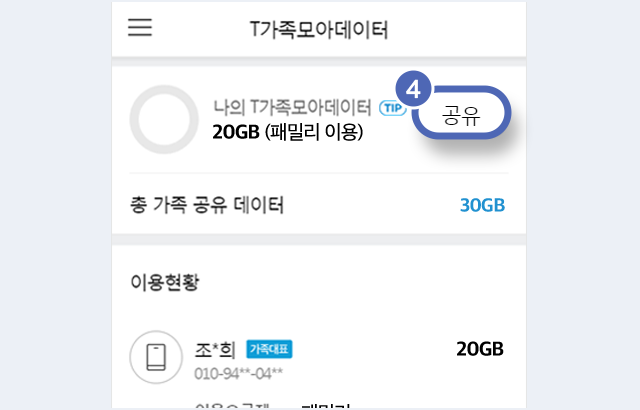 T가족모아데이터
4
나의 T가족모아데이터 TIP
공유
20GB (패밀리 이용)
총 가족 공유 데이터 30GB
이용현황
조*희 가족대표 20GB
010-94**-04**